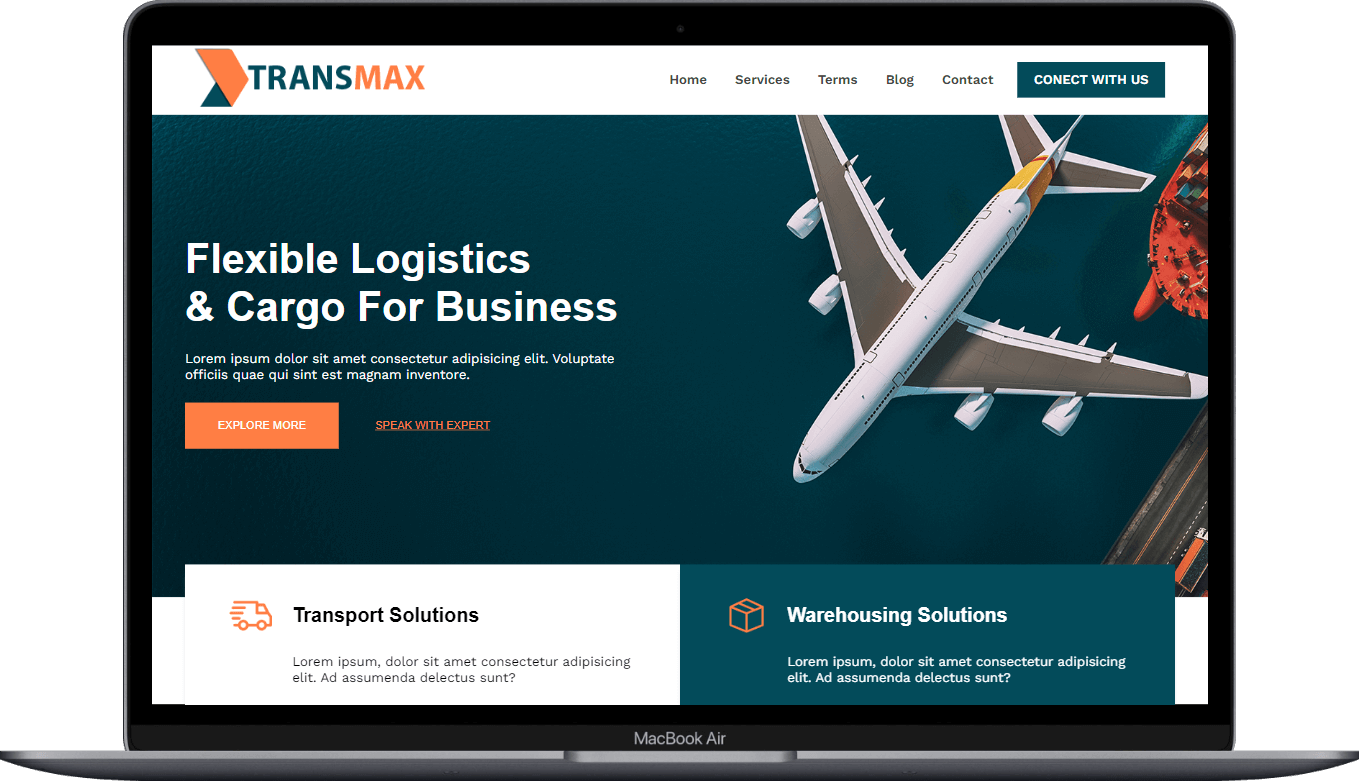 TRANSMAX
Home
Services
Terms
Blog
Contact
CONECT WITH US
Flexible Logistics
& Cargo For Business
Lorem ipsum dolor sit amet consectetur adipisicing elit. Voluptate
officiis quae qui sint est magnam inventore.
EXPLORE MORE
SPEAK WITH EXPERT
Transport Solutions
Lorem ipsum, dolor sit amet consectetur adipisicing
elit. Ad assumenda delectus sunt?
Warehousing Solutions
Lorem ipsum, dolor sit amet consectetur adipisicing
elit. Ad assumenda delectus sunt?
MacBook Air